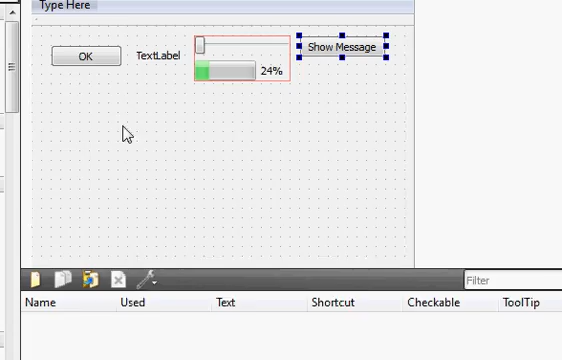 Type Here
OK
TextLabel
24%
Show Message
Filter
Name Used Text Shortcut Checkable ToolTip